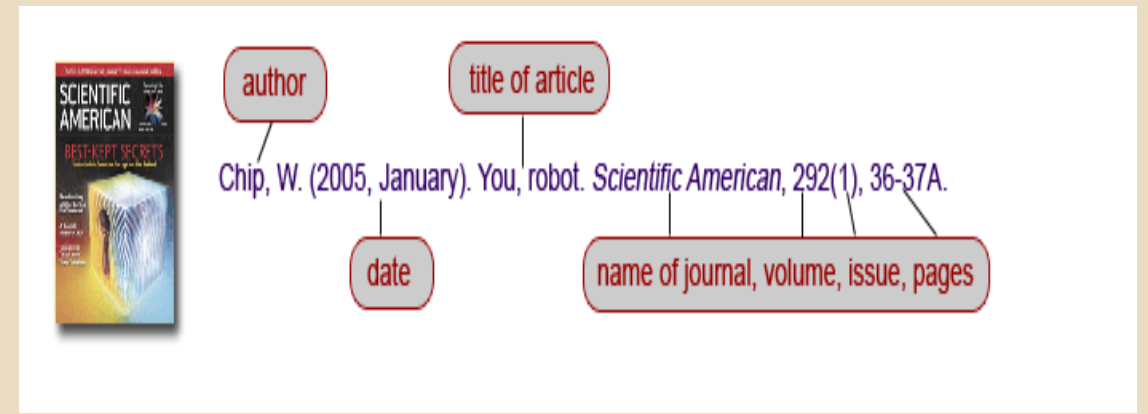 SCIENTIFIC
AMERICAN
BEST-KEPT SECRETS
author
title of article
Chip, W. (2005, January). You, robot. Scientific American, 292(1), 36-37A.
date
name of journal, volume, issue, pages